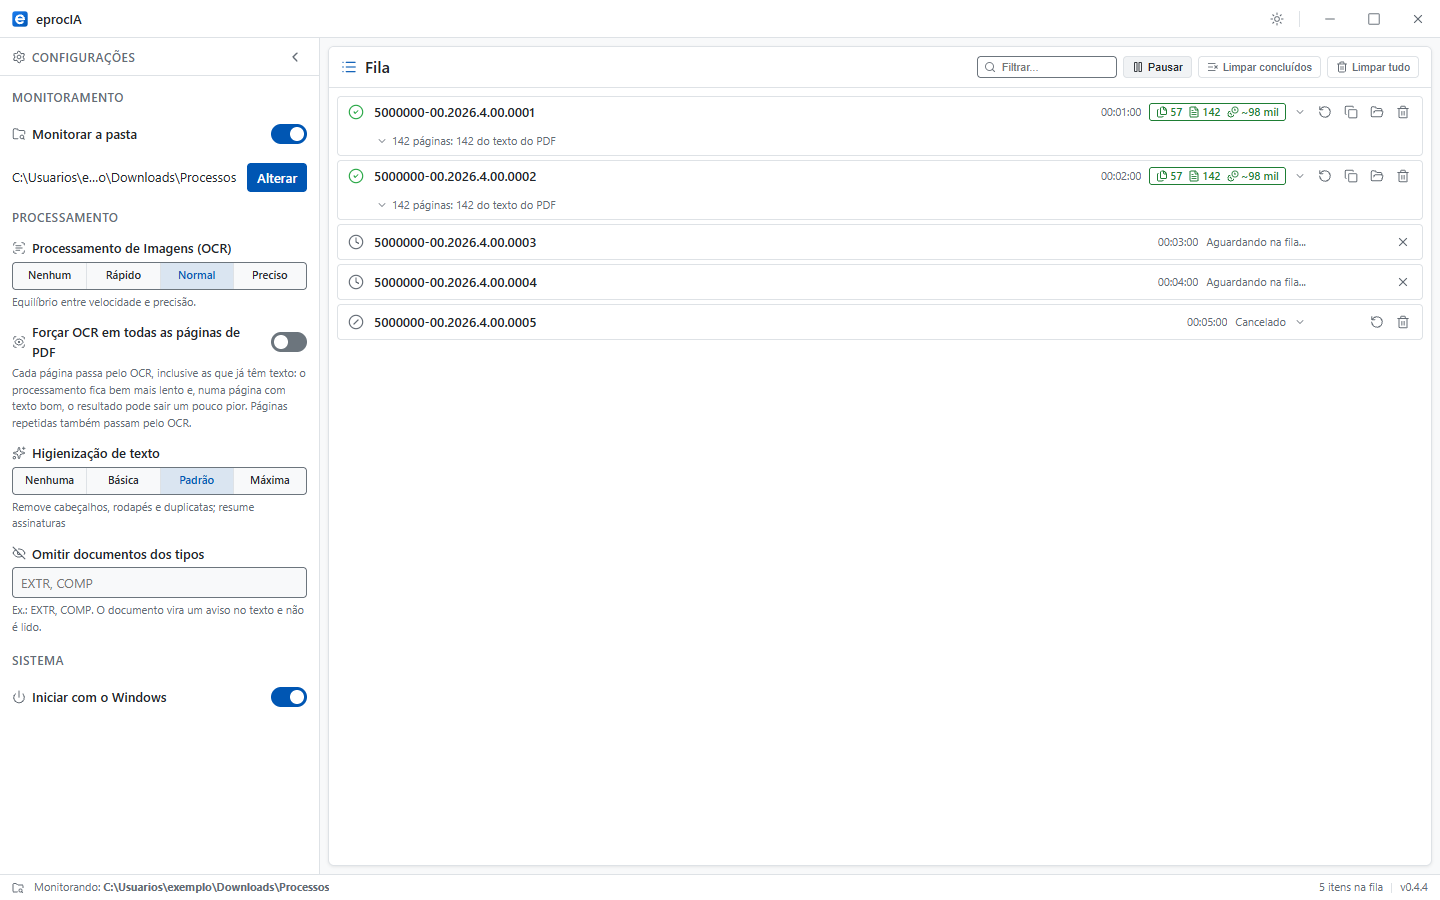 eprocIA
CONFIGURAÇÕES
MONITORAMENTO
Monitorar a pasta
C:\Usuarios\e...o\Downloads\Processos
Alterar
PROCESSAMENTO
Processamento de Imagens (OCR)
Nenhum Rápido Normal Preciso
Equilíbrio entre velocidade e precisão.
Forçar OCR em todas as páginas de
PDF
Cada página passa pelo OCR, inclusive as que já têm texto: o
processamento fica bem mais lento e, numa página com
texto bom, o resultado pode sair um pouco pior. Páginas
repetidas também passam pelo OCR.
Higienização de texto
Nenhuma Básica Padrão Máxima
Remove cabeçalhos, rodapés e duplicatas; resume
assinaturas
Omitir documentos dos tipos
EXTR, COMP
Ex.: EXTR, COMP. O documento vira um aviso no texto e não
é lido.
SISTEMA
Iniciar com o Windows
Fila
Filtrar...
Pausar
Limpar concluídos
Limpar tudo
5000000-00.2026.4.00.0001 00:01:00 57 142 ~98 mil
142 páginas: 142 do texto do PDF
5000000-00.2026.4.00.0002 00:02:00 57 142 ~98 mil
142 páginas: 142 do texto do PDF
5000000-00.2026.4.00.0003 00:03:00 Aguardando na fila...
5000000-00.2026.4.00.0004 00:04:00 Aguardando na fila...
5000000-00.2026.4.00.0005 00:05:00 Cancelado
Monitorando: C:\Usuarios\exemplo\Downloads\Processos
5 itens na fila
v0.4.4